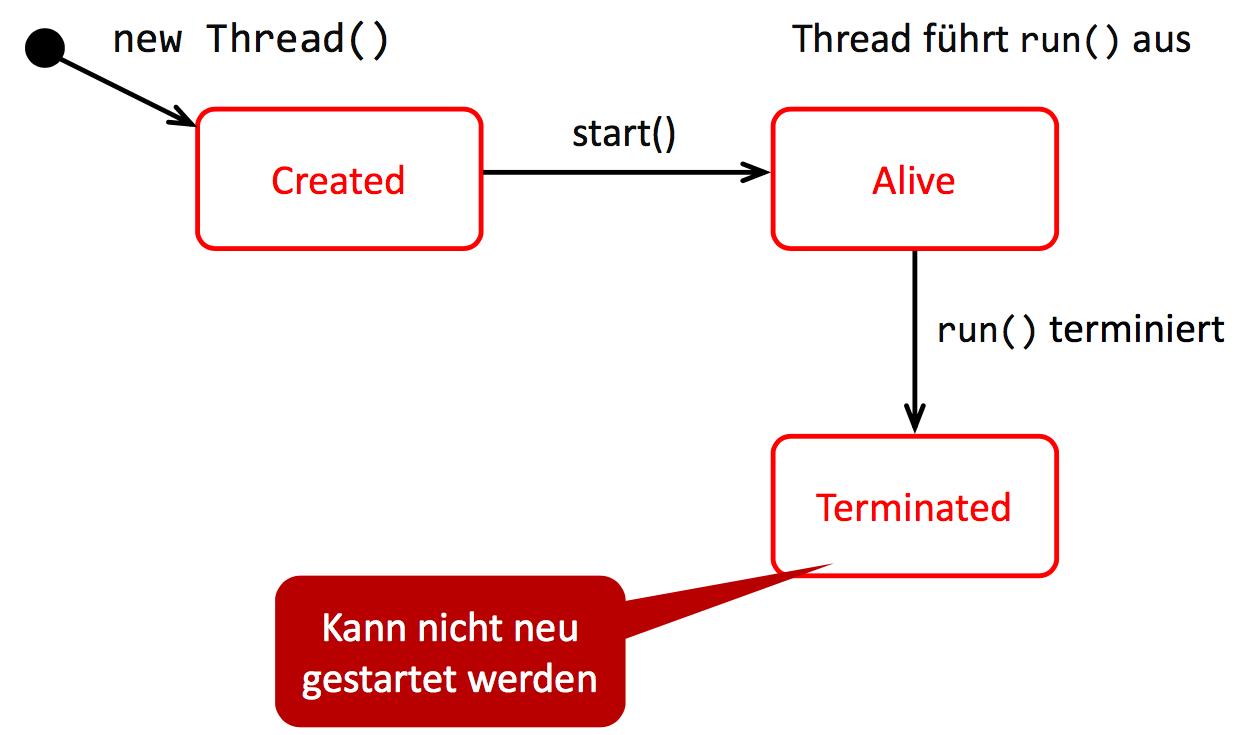 new Thread()
Thread führt run() aus
start()
Created
Alive
run() terminiert
Terminated
Kann nicht neu
gestartet werden